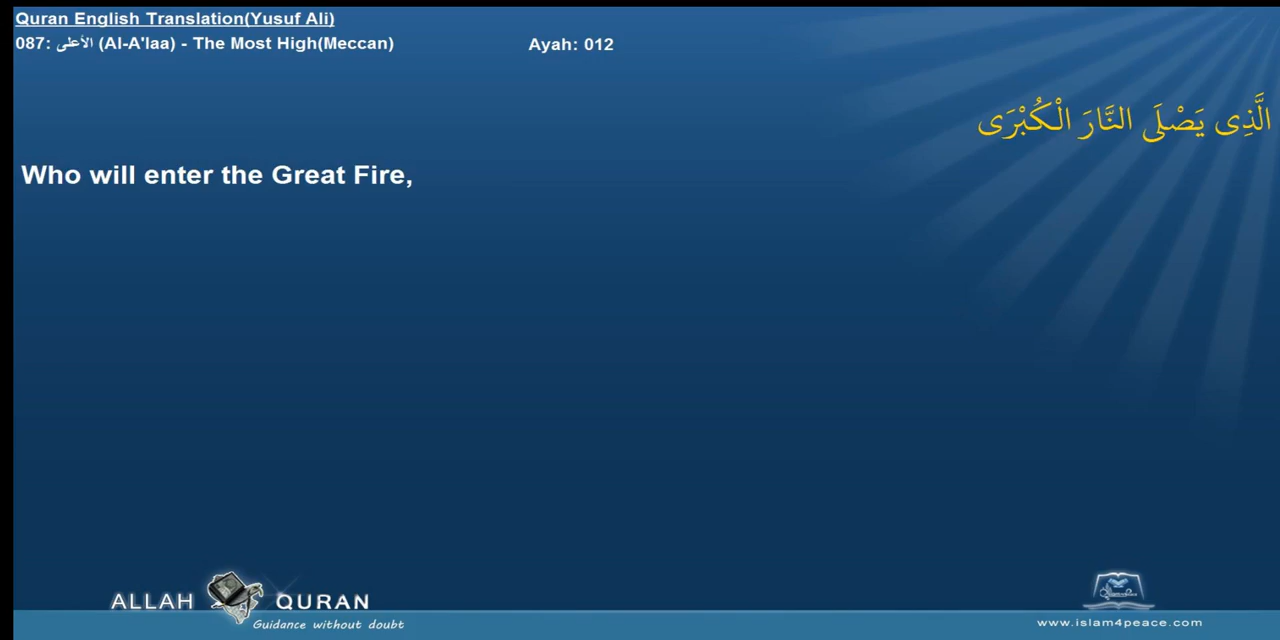 Quran English Translation(Yusuf Ali)
087: الأعلى (Al-A'laa) - The Most High(Meccan) Ayah: 012
الَّذِى يَصْلَى النَّارَ الْكُبْرَى
Who will enter the Great Fire,
ALLAH QURAN
Guidance without doubt
www.islam4peace.com